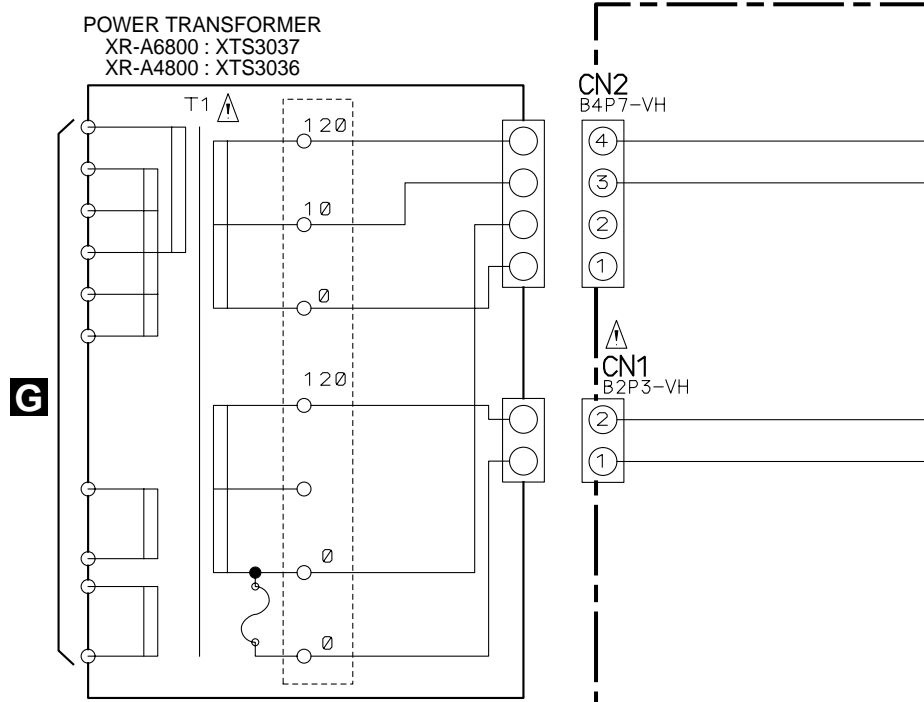 POWER TRANSFORMER
XR-A6800 : XTS3037
XR-A4800 : XTS3036
T1
CN2
B4P7-VH
120
4
3
10
2
1
0
CN1
B2P3-VH
120
G
2
1
0
0